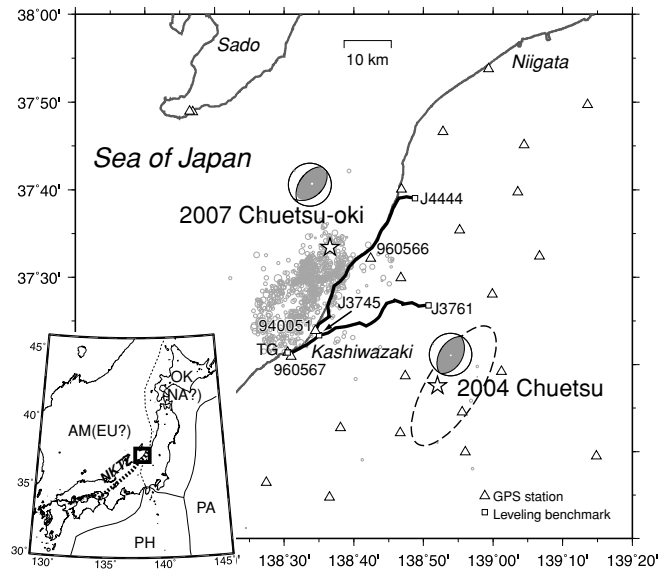 38°00'
Sado
10 km
Niigata
37°50'
Sea of Japan
37°40'
J4444
2007 Chuetsu-oki
960566
37°30'
J3745
J3761
940051
TG
Kashiwazaki
960567
2004 Chuetsu
45°
OK
(NA?)
40°
AM(EU?)
NKTZ
35°
PA
GPS station
Leveling benchmark
PH
30°
130°
135°
140°
145°
138°30'
138°40'
138°50'
139°00'
139°10'
139°20'